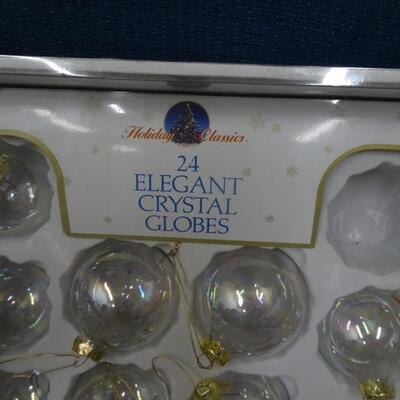 Holiday Classics
24
ELEGANT
CRYSTAL
GLOBES